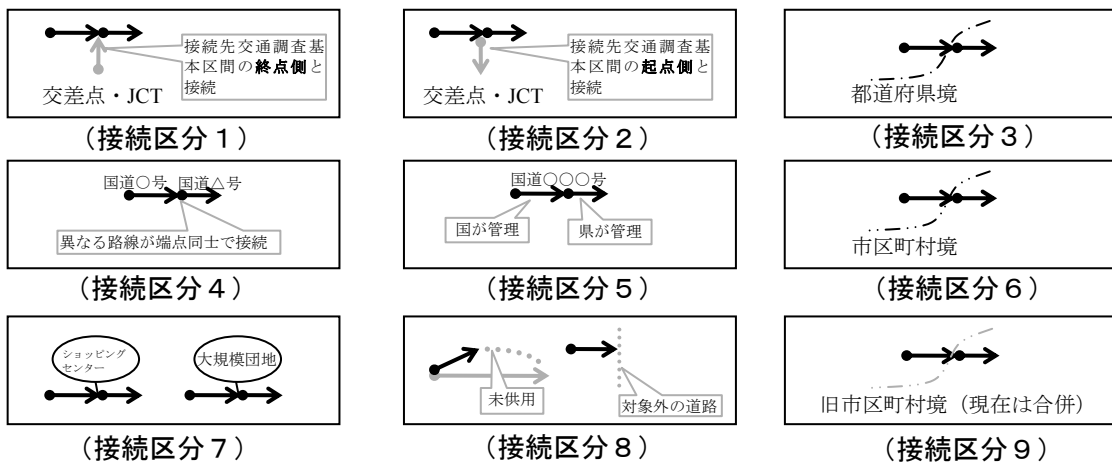 接続先交通調査基
本区間の終点側と
接続
交差点・JCT
(接続区分１)
接続先交通調査基
本区間の起点側と
接続
交差点・JCT
(接続区分２)
都道府県境
(接続区分３)
国道○号 国道△号
異なる路線が端点同士で接続
(接続区分４)
国道○○○号
国が管理
県が管理
(接続区分５)
市区町村境
(接続区分６)
ショッピング
センター
大規模団地
(接続区分７)
未供用
対象外の道路
(接続区分８)
旧市区町村境（現在は合併）
(接続区分９)